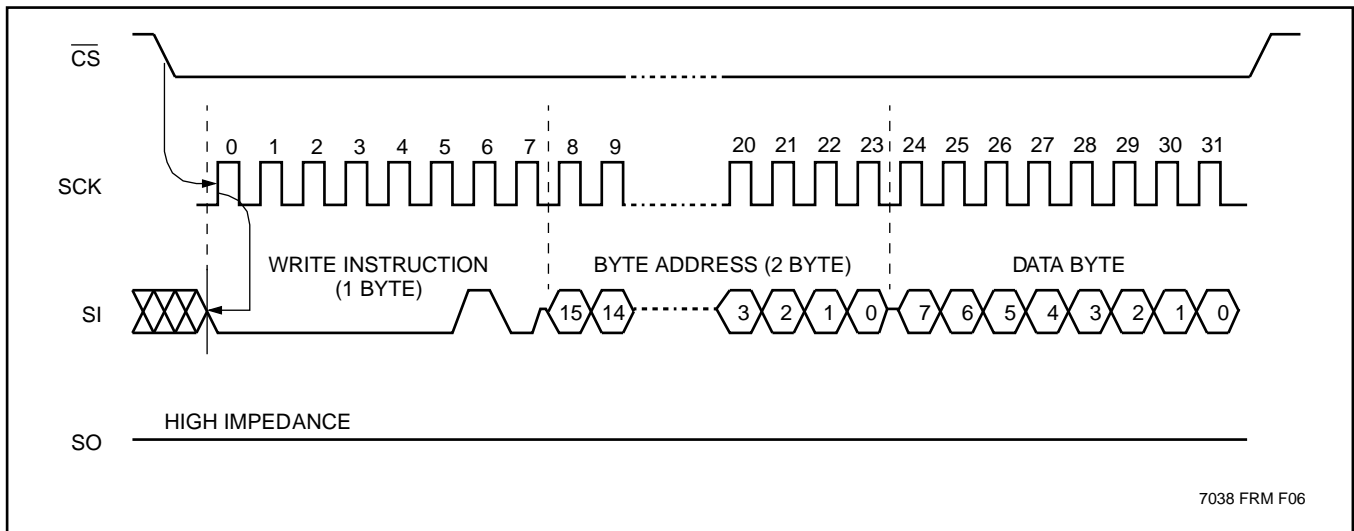 CS
0 1 2 3 4 5 6 7 8 9 20 21 22 23 24 25 26 27 28 29 30 31
SCK
WRITE INSTRUCTION
(1 BYTE)
BYTE ADDRESS (2 BYTE)
DATA BYTE
SI
15 14 3 2 1 0 7 6 5 4 3 2 1 0
HIGH IMPEDANCE
SO
7038 FRM F06